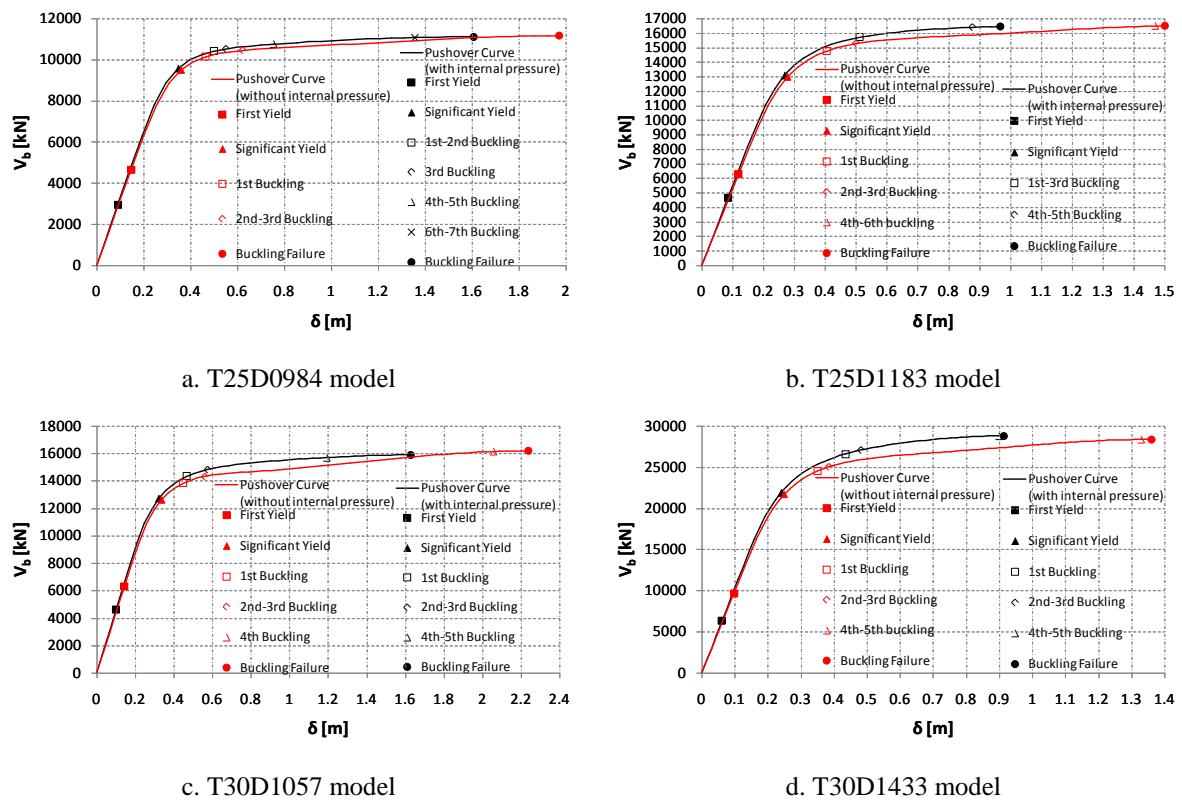 12000
10000
8000
6000
4000
2000
0
V_b [kN]
0 0.2 0.4 0.6 0.8 1 1.2 1.4 1.6 1.8 2
δ [m]
Pushover Curve
(without internal pressure)
First Yield
Significant Yield
1st Buckling
2nd-3rd Buckling
Buckling Failure
Pushover Curve
(with internal pressure)
First Yield
Significant Yield
1st-2nd Buckling
3rd Buckling
4th-5th Buckling
6th-7th Buckling
Buckling Failure
a. T25D0984 model
17000
16000
15000
14000
13000
12000
11000
10000
9000
8000
7000
6000
5000
4000
3000
2000
1000
0
V_b [kN]
0 0.1 0.2 0.3 0.4 0.5 0.6 0.7 0.8 0.9 1 1.1 1.2 1.3 1.4 1.5
δ [m]
Pushover Curve
(without internal pressure)
First Yield
Significant Yield
1st Buckling
2nd-3rd Buckling
4th-6th buckling
Buckling Failure
Pushover Curve
(with internal pressure)
First Yield
Significant Yield
1st-3rd Buckling
4th-5th Buckling
Buckling Failure
b. T25D1183 model
18000
16000
14000
12000
10000
8000
6000
4000
2000
0
V_b [kN]
0 0.2 0.4 0.6 0.8 1 1.2 1.4 1.6 1.8 2 2.2 2.4
δ [m]
Pushover Curve
(without internal pressure)
First Yield
Significant Yield
1st Buckling
2nd-3rd Buckling
4th Buckling
Buckling Failure
Pushover Curve
(with internal pressure)
First Yield
Significant Yield
1st Buckling
2nd-3rd Buckling
4th-5th Buckling
Buckling Failure
c. T30D1057 model
30000
25000
20000
15000
10000
5000
0
V_b [kN]
0 0.1 0.2 0.3 0.4 0.5 0.6 0.7 0.8 0.9 1 1.1 1.2 1.3 1.4
δ [m]
Pushover Curve
(without internal pressure)
First Yield
Significant Yield
1st Buckling
2nd-3rd Buckling
4th-5th buckling
Buckling Failure
Pushover Curve
(with internal pressure)
First Yield
Significant Yield
1st Buckling
2nd-3rd Buckling
4th-5th Buckling
Buckling Failure
d. T30D1433 model